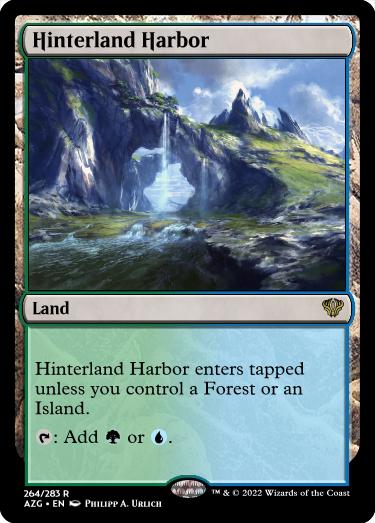 Hinterland Harbor
Land
Hinterland Harbor enters tapped
unless you control a Forest or an
Island.
: Add or .
264/283 R
AZG • EN Philipp A. Urlich
™ & © 2022 Wizards of the Coast